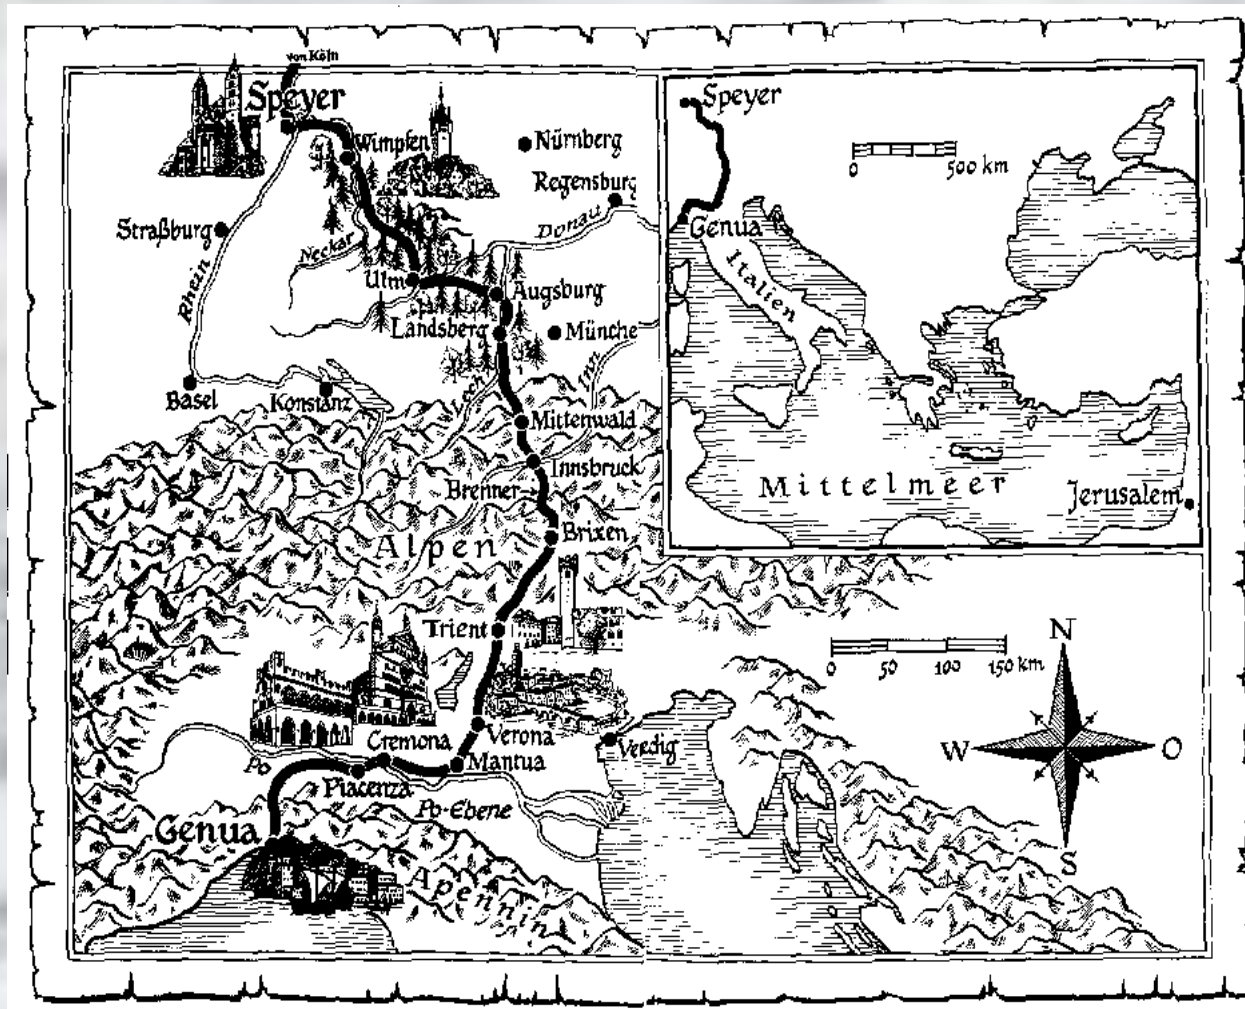 von Köln
Speyer
Wimpfen
Nürnberg
Regensburg
Straßburg
Donau
Neckar
Rhein
Ulm
Augsburg
Landsberg
Münche
Inn
Lech
Basel
Konstanz
Mittenwald
Innsbruck
Brenner
Alpen
Brixen
Trient
Verona
Venedig
Cremona
Mantua
Po
Piacenza
Po-Ebene
Genua
Apennin
Speyer
0 500 km
Genua
Italien
Mittelmeer
Jerusalem
0 50 100 150 km
N
W O
S